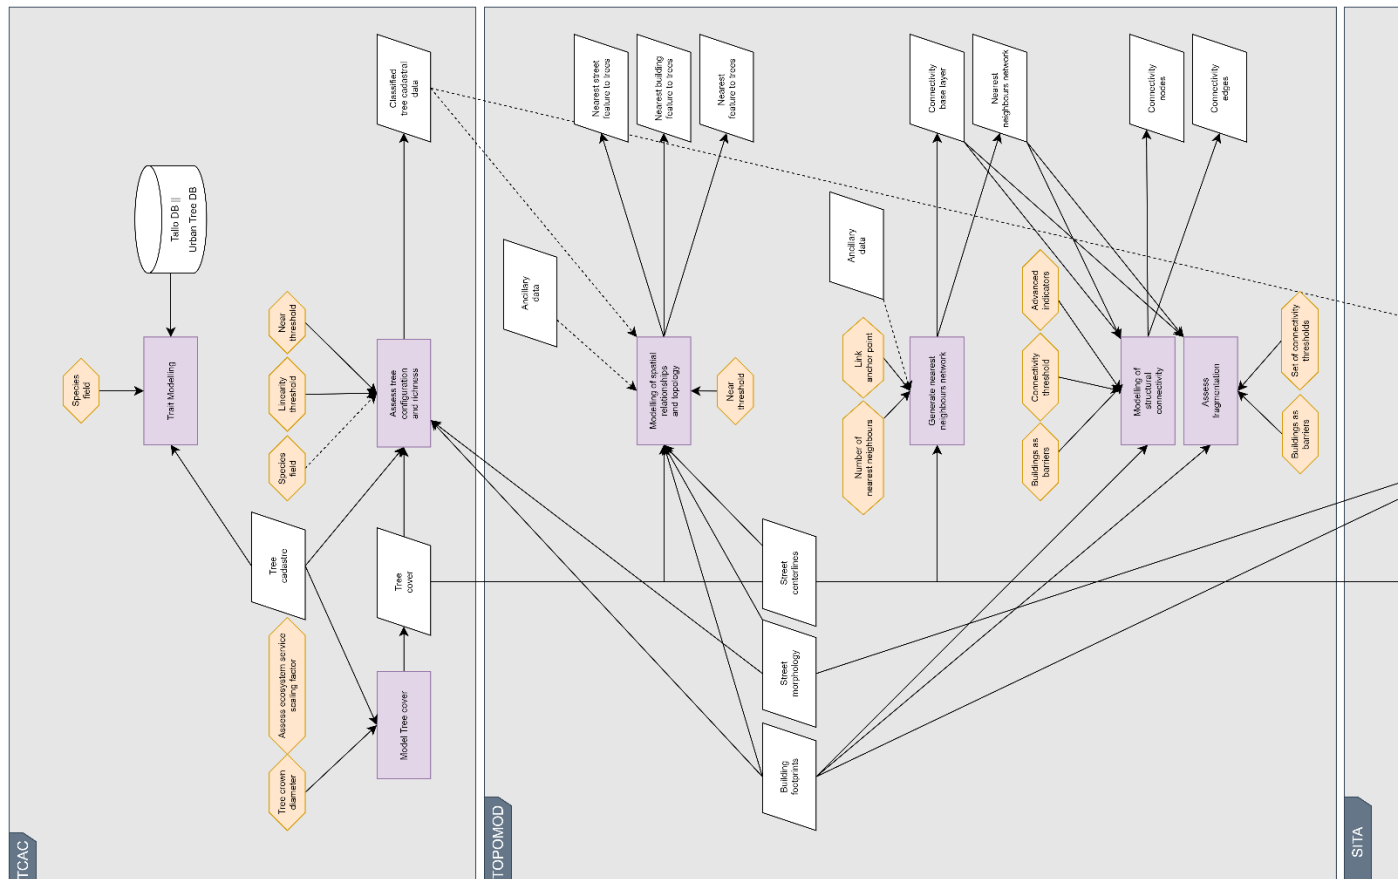 TCAC
Species
field
Trait Modelling
Tallo DB ||
Urban Tree DB
Near
threshold
Linearity
threshold
Species
field
Assess tree
configuration
and richness
Classified
tree cadastral
data
Tree
cadastre
Tree
cover
Assess ecosystem service
scaling factor
Tree crown
diameter
Model Tree cover
TOPOMOD
Nearest street
feature to trees
Nearest building
feature to trees
Nearest
feature to trees
Ancillary
data
Modelling of spatial
relationships
and topology
Near
threshold
Street
centerlines
Street
morphology
Building
footprints
Connectivity
base layer
Nearest
neighbours network
Ancillary
data
Link
anchor point
Number of
nearest neighbours
Generate nearest
neighbours network
Connectivity
nodes
Connectivity
edges
Advanced
indicators
Connectivity
threshold
Buildings as
barriers
Modelling of
structural
connectivity
Assess
fragmentation
Set of connectivity
thresholds
Buildings as
barriers
SITA